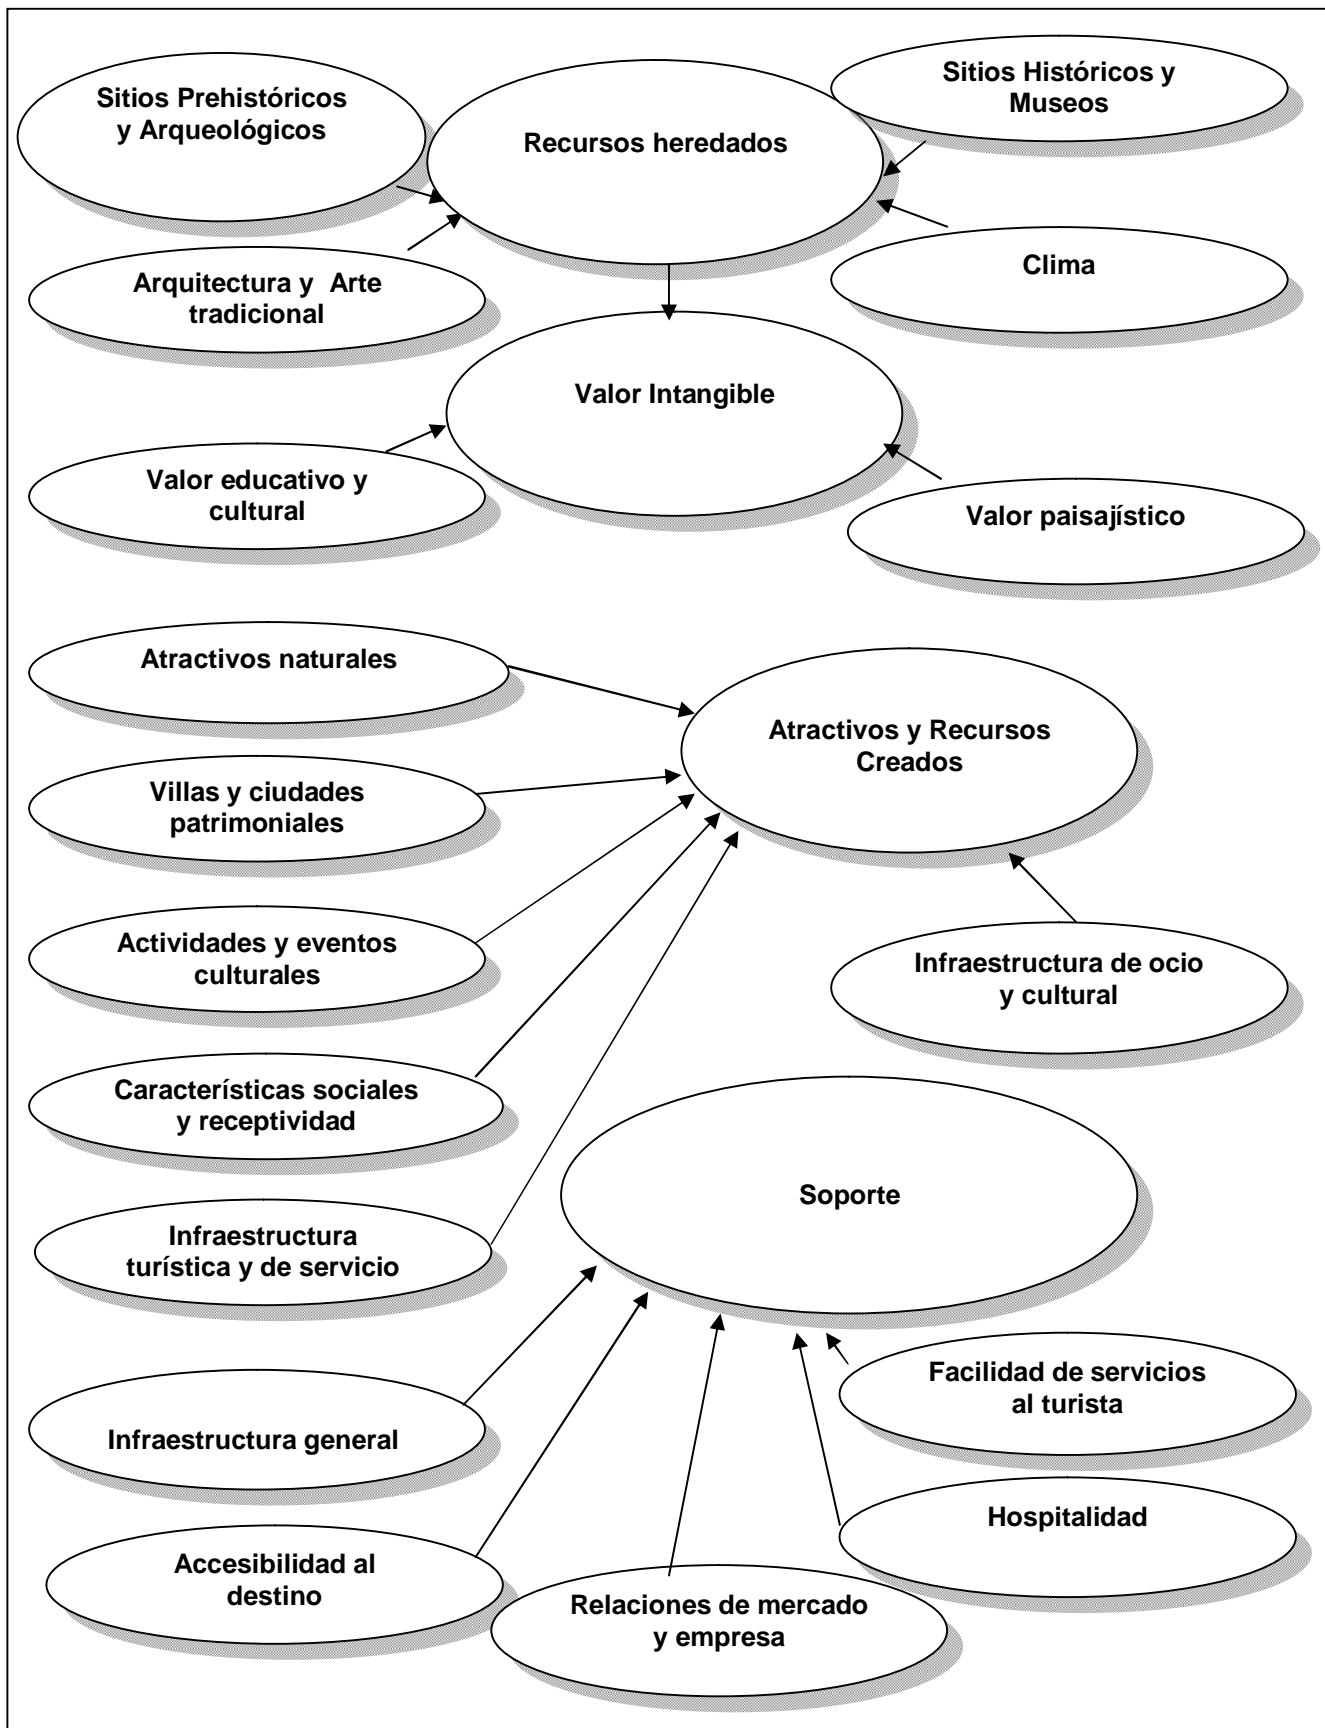 Sitios Prehistóricos
y Arqueológicos
Recursos heredados
Sitios Históricos y
Museos
Arquitectura y Arte
tradicional
Clima
Valor Intangible
Valor educativo y
cultural
Valor paisajístico
Atractivos naturales
Atractivos y Recursos
Creados
Villas y ciudades
patrimoniales
Actividades y eventos
culturales
Infraestructura de ocio
y cultural
Características sociales
y receptividad
Soporte
Infraestructura
turística y de servicio
Facilidad de servicios
al turista
Infraestructura general
Hospitalidad
Accesibilidad al
destino
Relaciones de mercado
y empresa